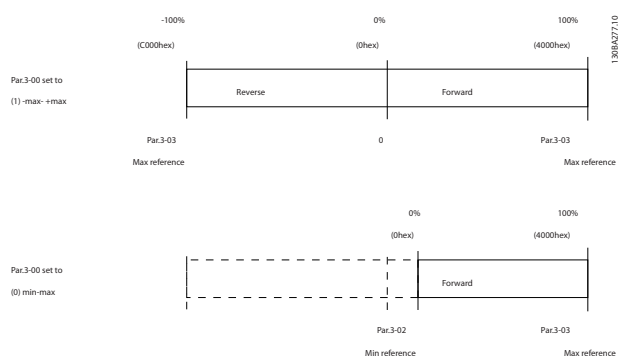 -100% 0% 100%
(C000hex) (0hex) (4000hex)
130BA277.10
Par.3-00 set to
(1) -max- +max
Reverse Forward
Par.3-03 0 Par.3-03
Max reference Max reference
0% 100%
(0hex) (4000hex)
Par.3-00 set to
(0) min-max
Forward
Par.3-02 Par.3-03
Min reference Max reference